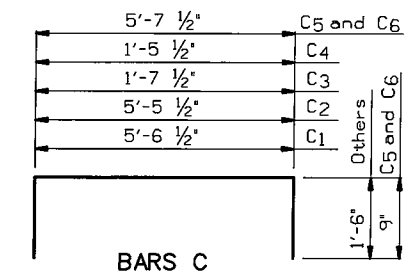 5'-7 ½" C5 and C6
1'-5 ½" C4
1'-7 ½" C3
5'-5 ½" C2
5'-6 ½" C1
Others
C5 and C6
1'-6"
9"
BARS C